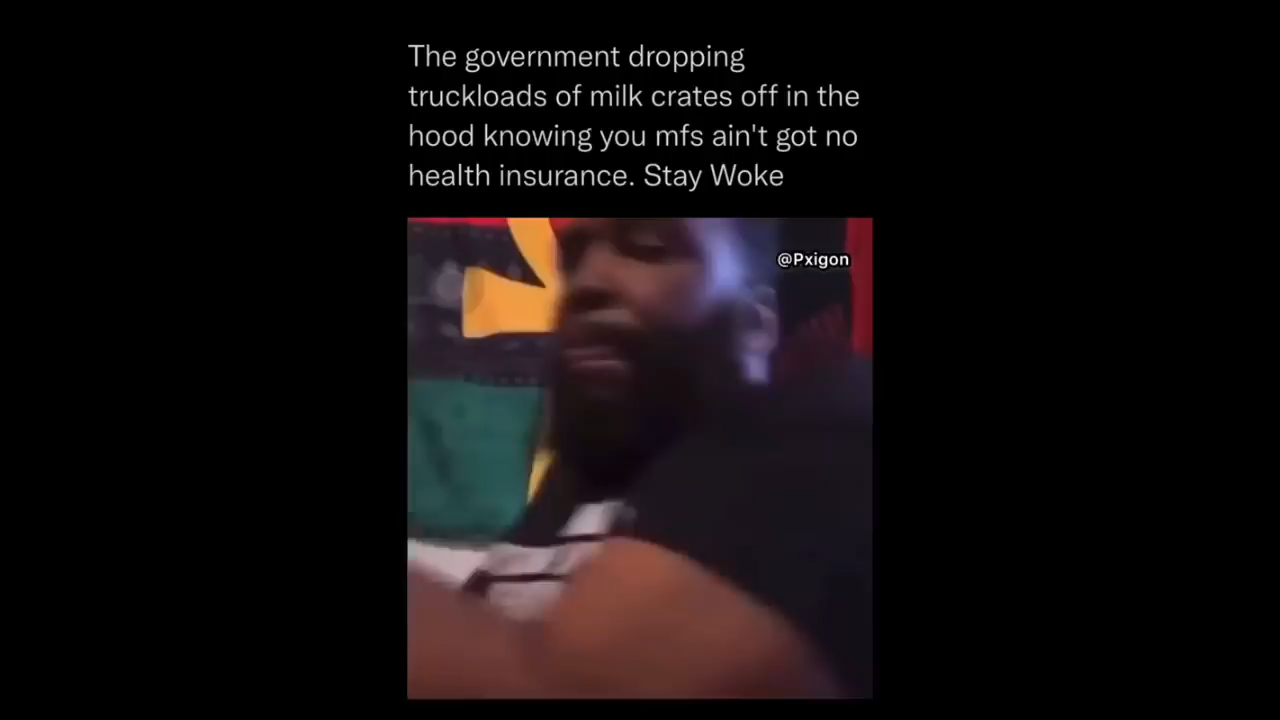 The government dropping
truckloads of milk crates off in the
hood knowing you mfs ain't got no
health insurance. Stay Woke
@Pxigon